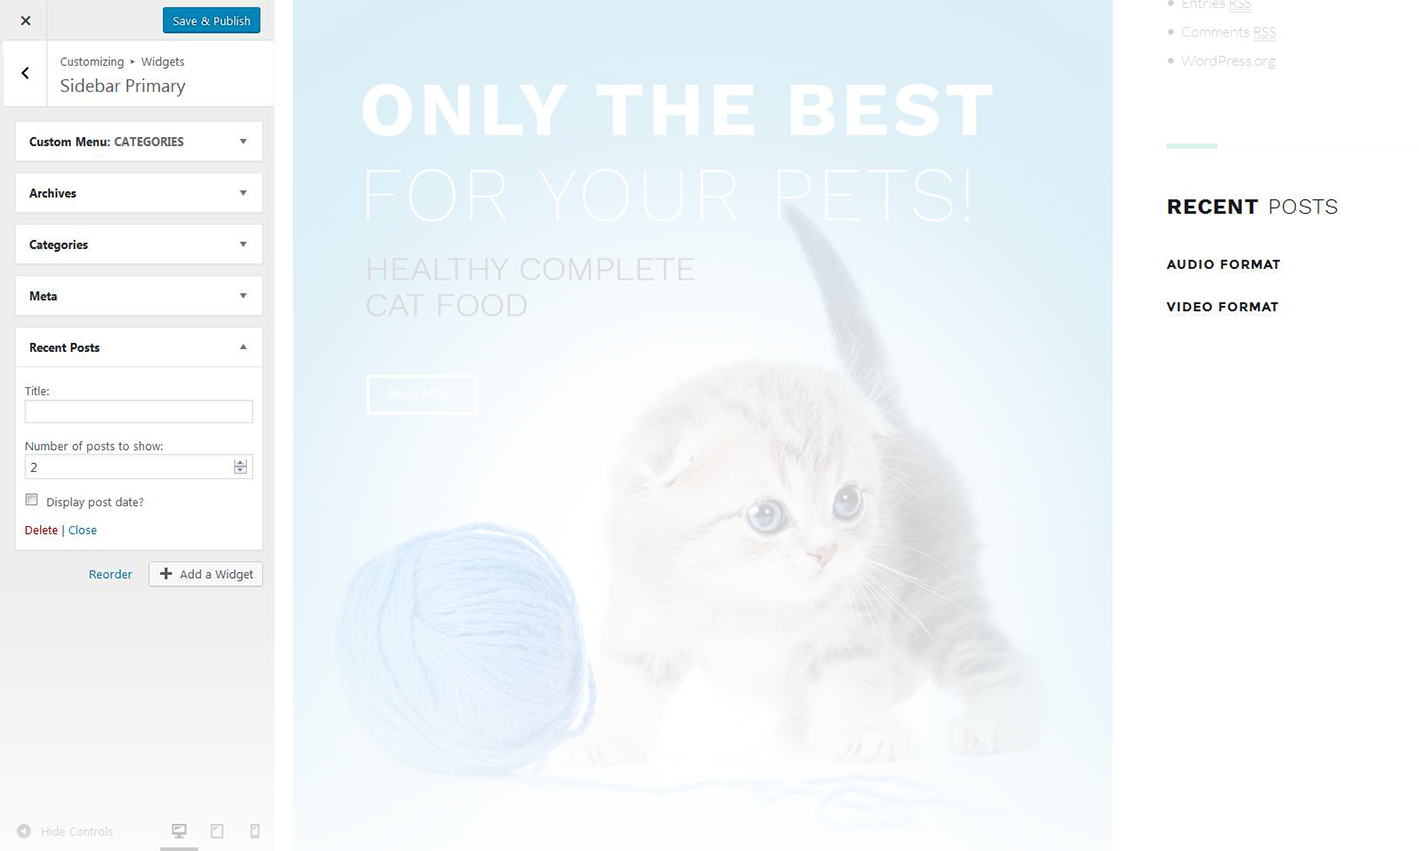 Save & Publish
Customizing ▸ Widgets
Sidebar Primary
Custom Menu: CATEGORIES
Archives
Categories
Meta
Recent Posts
Title:
Number of posts to show:
2
Display post date?
Delete | Close
Reorder
Add a Widget
Hide Controls
ONLY THE BEST
FOR YOUR PETS!
HEALTHY COMPLETE
CAT FOOD
Read More
Entries RSS
Comments RSS
WordPress.org
RECENT POSTS
AUDIO FORMAT
VIDEO FORMAT